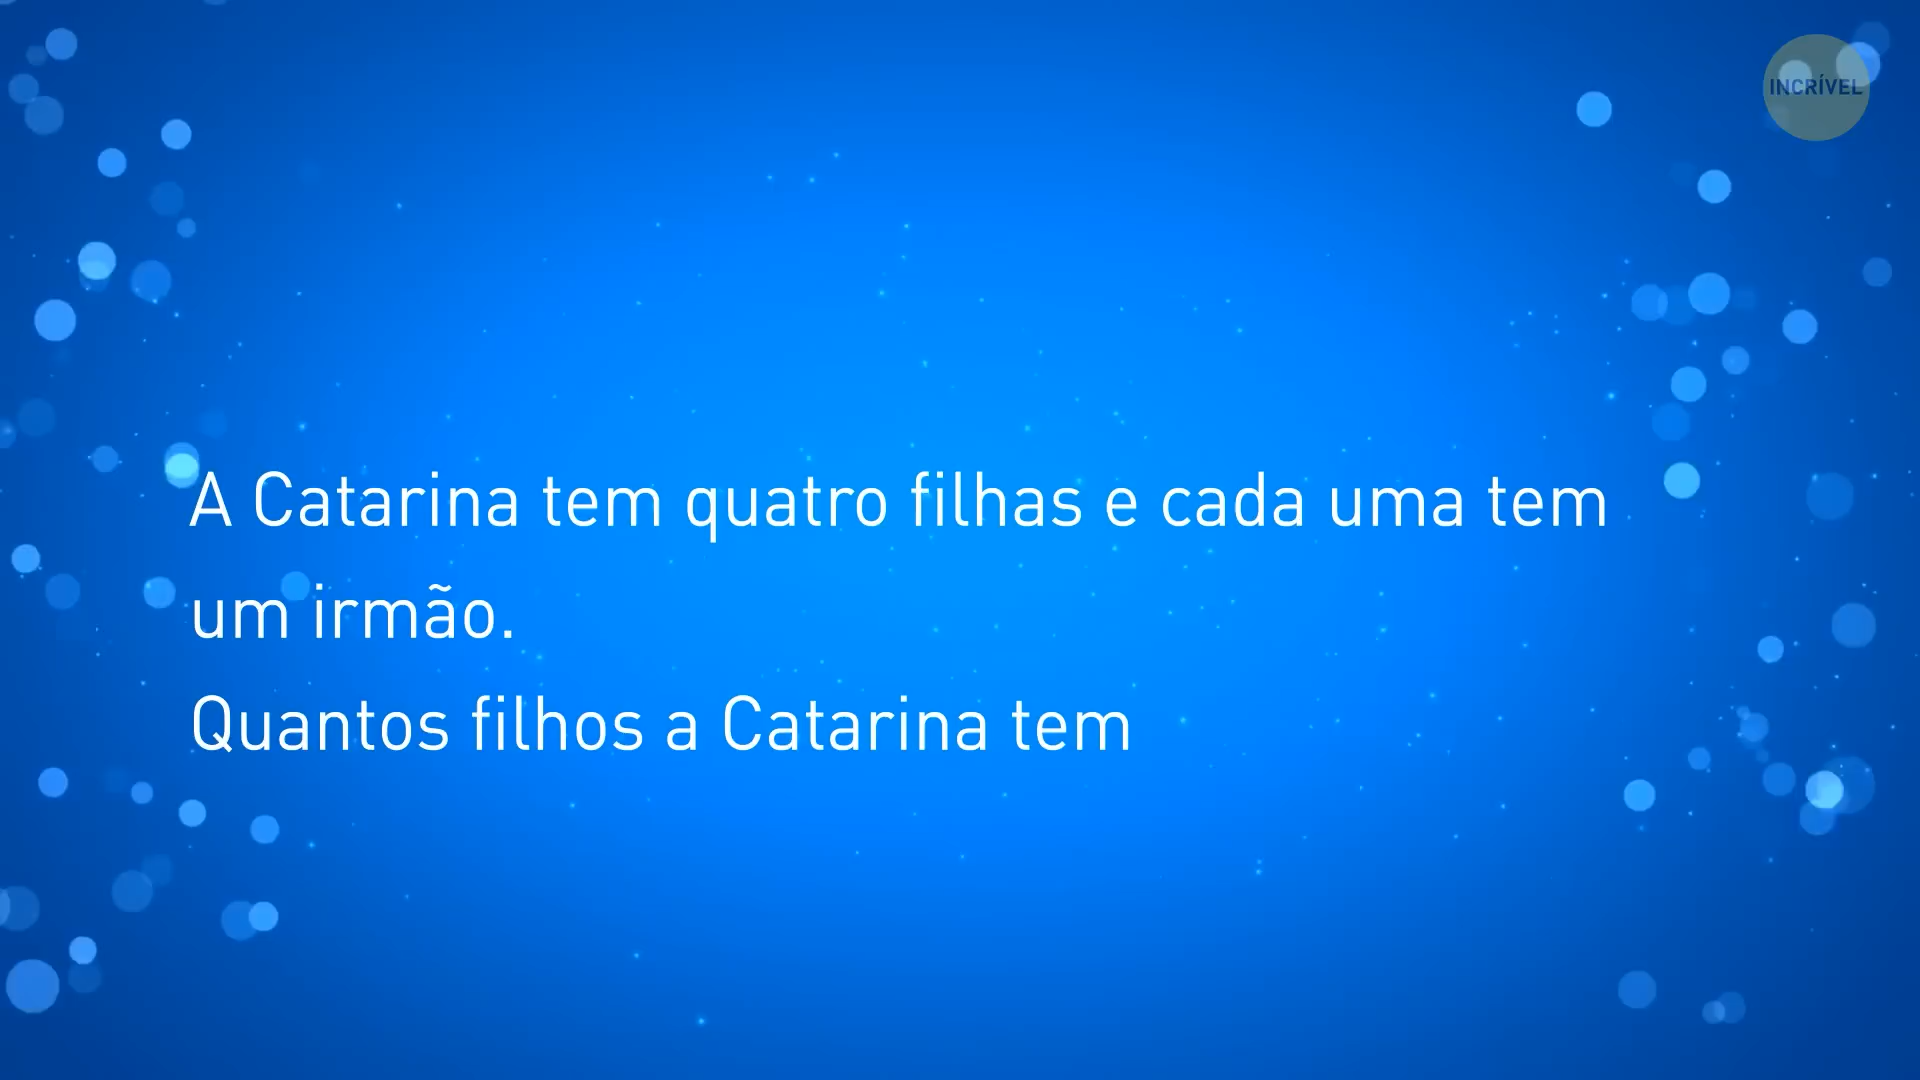 INCRÍVEL
A Catarina tem quatro filhas e cada uma tem
um irmão.
Quantos filhos a Catarina tem